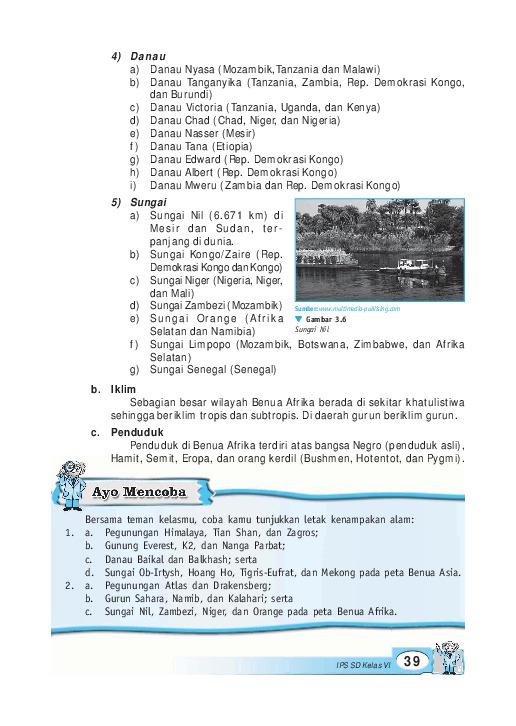 4) Danau
a) Danau Nyasa (Mozambik,Tanzania dan Malawi)
b) Danau Tanganyika (Tanzania, Zambia, Rep. Demokrasi Kongo,
dan Burundi)
c) Danau Victoria (Tanzania, Uganda, dan Kenya)
d) Danau Chad (Chad, Niger, dan Nigeria)
e) Danau Nasser (Mesir)
f) Danau Tana (Etiopia)
g) Danau Edward (Rep. Demokrasi Kongo)
h) Danau Albert (Rep. Demokrasi Kongo)
i) Danau Mweru (Zambia dan Rep. Demokrasi Kongo)
5) Sungai
a) Sungai Nil (6.671 km) di
Mesir dan Sudan, ter-
panjang di dunia.
b) Sungai Kongo/Zaire (Rep.
Demokrasi Kongo dan Kongo)
c) Sungai Niger (Nigeria, Niger,
dan Mali)
d) Sungai Zambezi (Mozambik)
e) Sungai Orange (Afrika
Selatan dan Namibia)
Sumber:www.multimedia-publising.com
Gambar 3.6
Sungai Nil
f) Sungai Limpopo (Mozambik, Botswana, Zimbabwe, dan Afrika
Selatan)
g) Sungai Senegal (Senegal)
b. Iklim
Sebagian besar wilayah Benua Afrika berada di sekitar khatulistiwa
sehingga beriklim tropis dan subtropis. Di daerah gurun beriklim gurun.
c. Penduduk
Penduduk di Benua Afrika terdiri atas bangsa Negro (penduduk asli),
Hamit, Semit, Eropa, dan orang kerdil (Bushmen, Hotentot, dan Pygmi).
Ayo Mencoba
Bersama teman kelasmu, coba kamu tunjukkan letak kenampakan alam:
1. a. Pegunungan Himalaya, Tian Shan, dan Zagros;
b. Gunung Everest, K2, dan Nanga Parbat;
c. Danau Baikal dan Balkhash; serta
d. Sungai Ob-Irtysh, Hoang Ho, Tigris-Eufrat, dan Mekong pada peta Benua Asia.
2. a. Pegunungan Atlas dan Drakensberg;
b. Gurun Sahara, Namib, dan Kalahari; serta
c. Sungai Nil, Zambezi, Niger, dan Orange pada peta Benua Afrika.
IPS SD Kelas VI 39